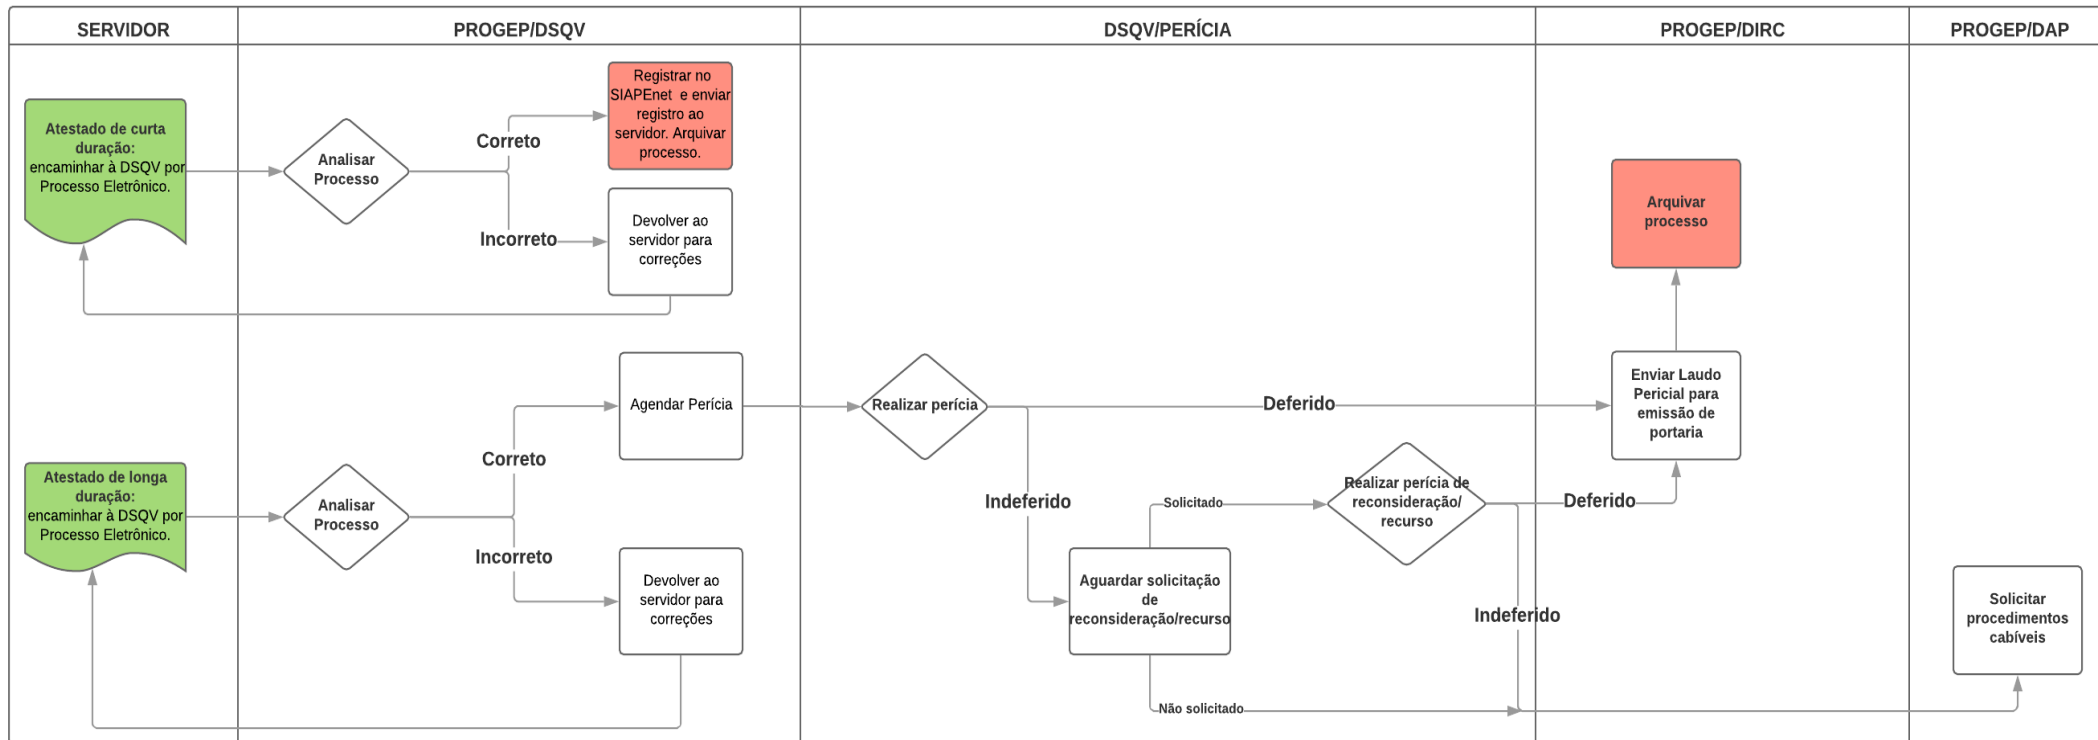 SERVIDOR
PROGEP/DSQV
DSQV/PERÍCIA
PROGEP/DIRC
PROGEP/DAP
Atestado de curta
duração:
encaminhar à DSQV por
Processo Eletrônico.
Analisar
Processo
Correto
Incorreto
Registrar no
SIAPEnet e enviar
registro ao
servidor. Arquivar
processo.
Devolver ao
servidor para
correções
Arquivar
processo
Atestado de longa
duração:
encaminhar à DSQV por
Processo Eletrônico.
Analisar
Processo
Correto
Incorreto
Agendar Perícia
Devolver ao
servidor para
correções
Realizar perícia
Deferido
Indeferido
Aguardar solicitação
de
reconsideração/recurso
Solicitado
Não solicitado
Realizar perícia de
reconsideração/
recurso
Deferido
Indeferido
Enviar Laudo
Pericial para
emissão de
portaria
Solicitar
procedimentos
cabíveis